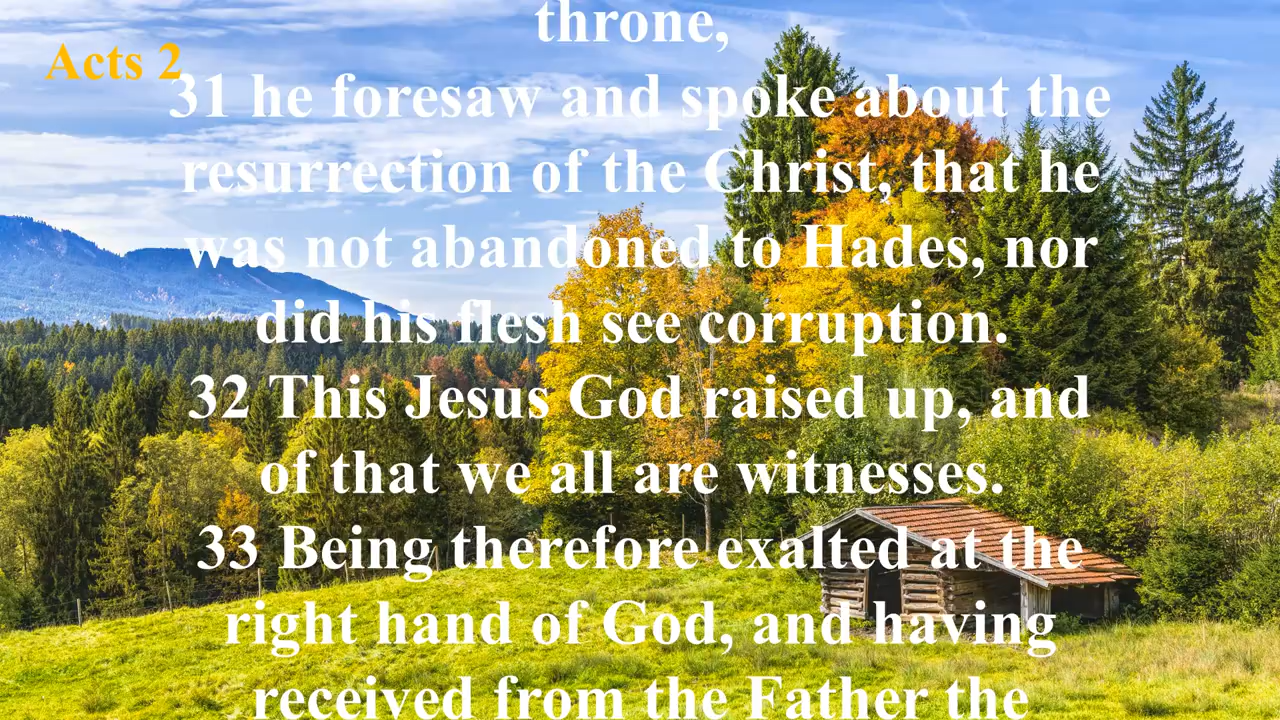 throne,
Acts 2
31 he foresaw and spoke about the
resurrection of the Christ, that he
was not abandoned to Hades, nor
did his flesh see corruption.
32 This Jesus God raised up, and
of that we all are witnesses.
33 Being therefore exalted at the
right hand of God, and having
received from the Father the